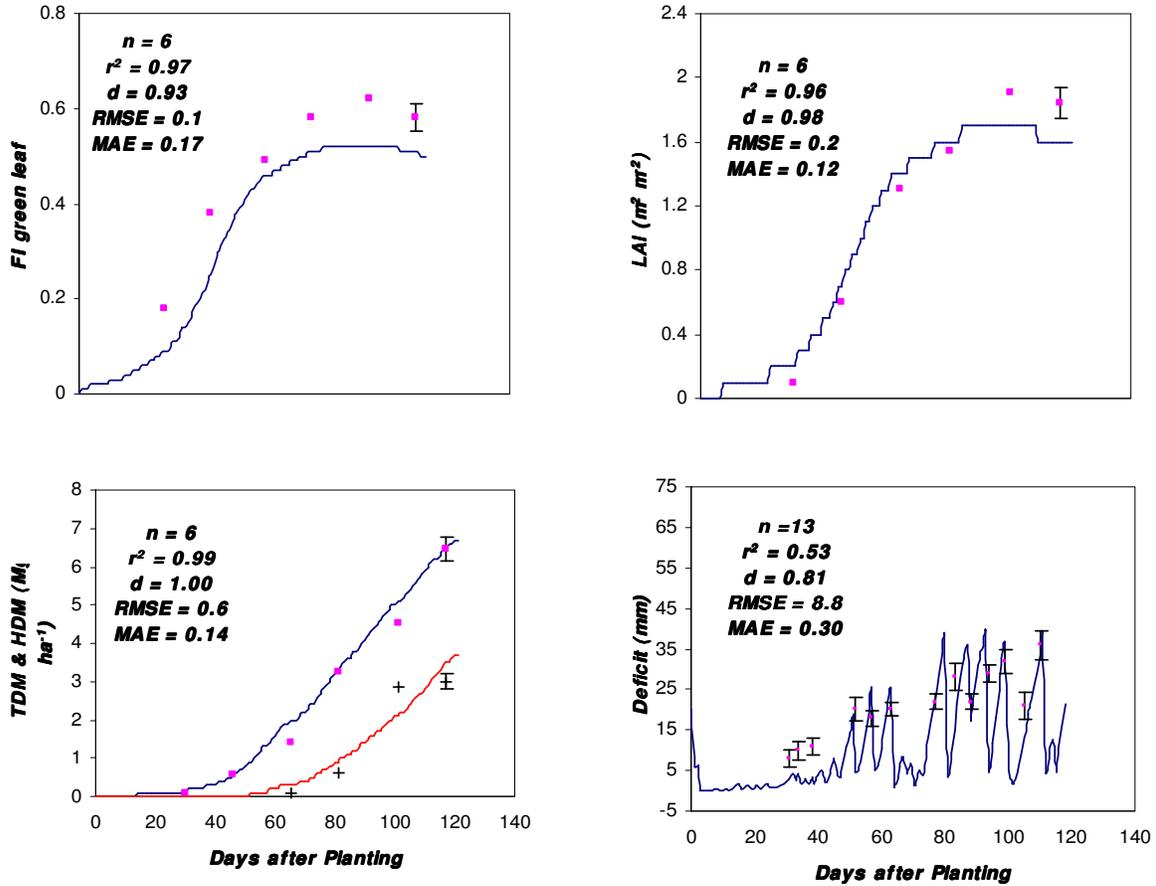 0.8
0.6
0.4
0.2
0
FI green leaf
n = 6
r² = 0.97
d = 0.93
RMSE = 0.1
MAE = 0.17
2.4
2
1.6
1.2
0.8
0.4
0
LAI (m² m²)
n = 6
r² = 0.96
d = 0.98
RMSE = 0.2
MAE = 0.12
8
7
6
5
4
3
2
1
0
TDM & HDM (M
ha⁻¹)
n = 6
r² = 0.99
d = 1.00
RMSE = 0.6
MAE = 0.14
0 20 40 60 80 100 120 140
Days after Planting
75
65
55
45
35
25
15
5
-5
Deficit (mm)
n =13
r² = 0.53
d = 0.81
RMSE = 8.8
MAE = 0.30
0 20 40 60 80 100 120 140
Days after Planting